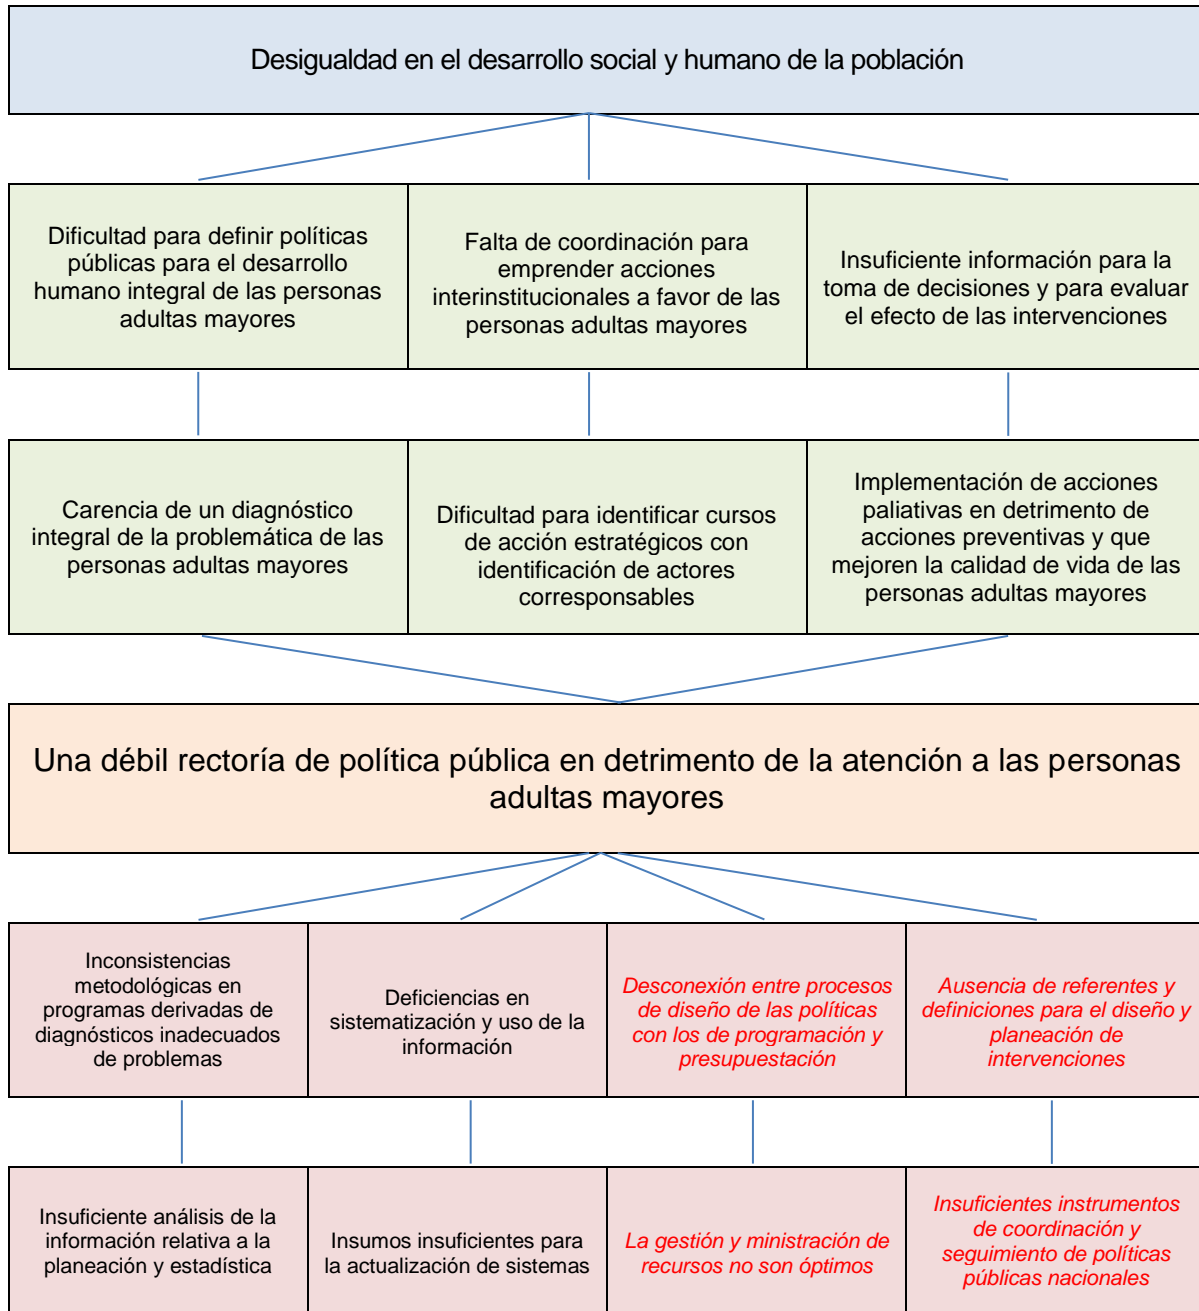 Desigualdad en el desarrollo social y humano de la población
Dificultad para definir políticas
públicas para el desarrollo
humano integral de las personas
adultas mayores
Falta de coordinación para
emprender acciones
interinstitucionales a favor de las
personas adultas mayores
Insuficiente información para la
toma de decisiones y para evaluar
el efecto de las intervenciones
Carencia de un diagnóstico
integral de la problemática de las
personas adultas mayores
Dificultad para identificar cursos
de acción estratégicos con
identificación de actores
corresponsables
Implementación de acciones
paliativas en detrimento de
acciones preventivas y que
mejoren la calidad de vida de las
personas adultas mayores
Una débil rectoría de política pública en detrimento de la atención a las personas
adultas mayores
Inconsistencias
metodológicas en
programas derivadas de
diagnósticos inadecuados
de problemas
Deficiencias en
sistematización y uso de la
información
Desconexión entre procesos
de diseño de las políticas
con los de programación y
presupuestación
Ausencia de referentes y
definiciones para el diseño y
planeación de
intervenciones
Insuficiente análisis de la
información relativa a la
planeación y estadística
Insumos insuficientes para
la actualización de sistemas
La gestión y ministración de
recursos no son óptimos
Insuficientes instrumentos
de coordinación y
seguimiento de políticas
públicas nacionales